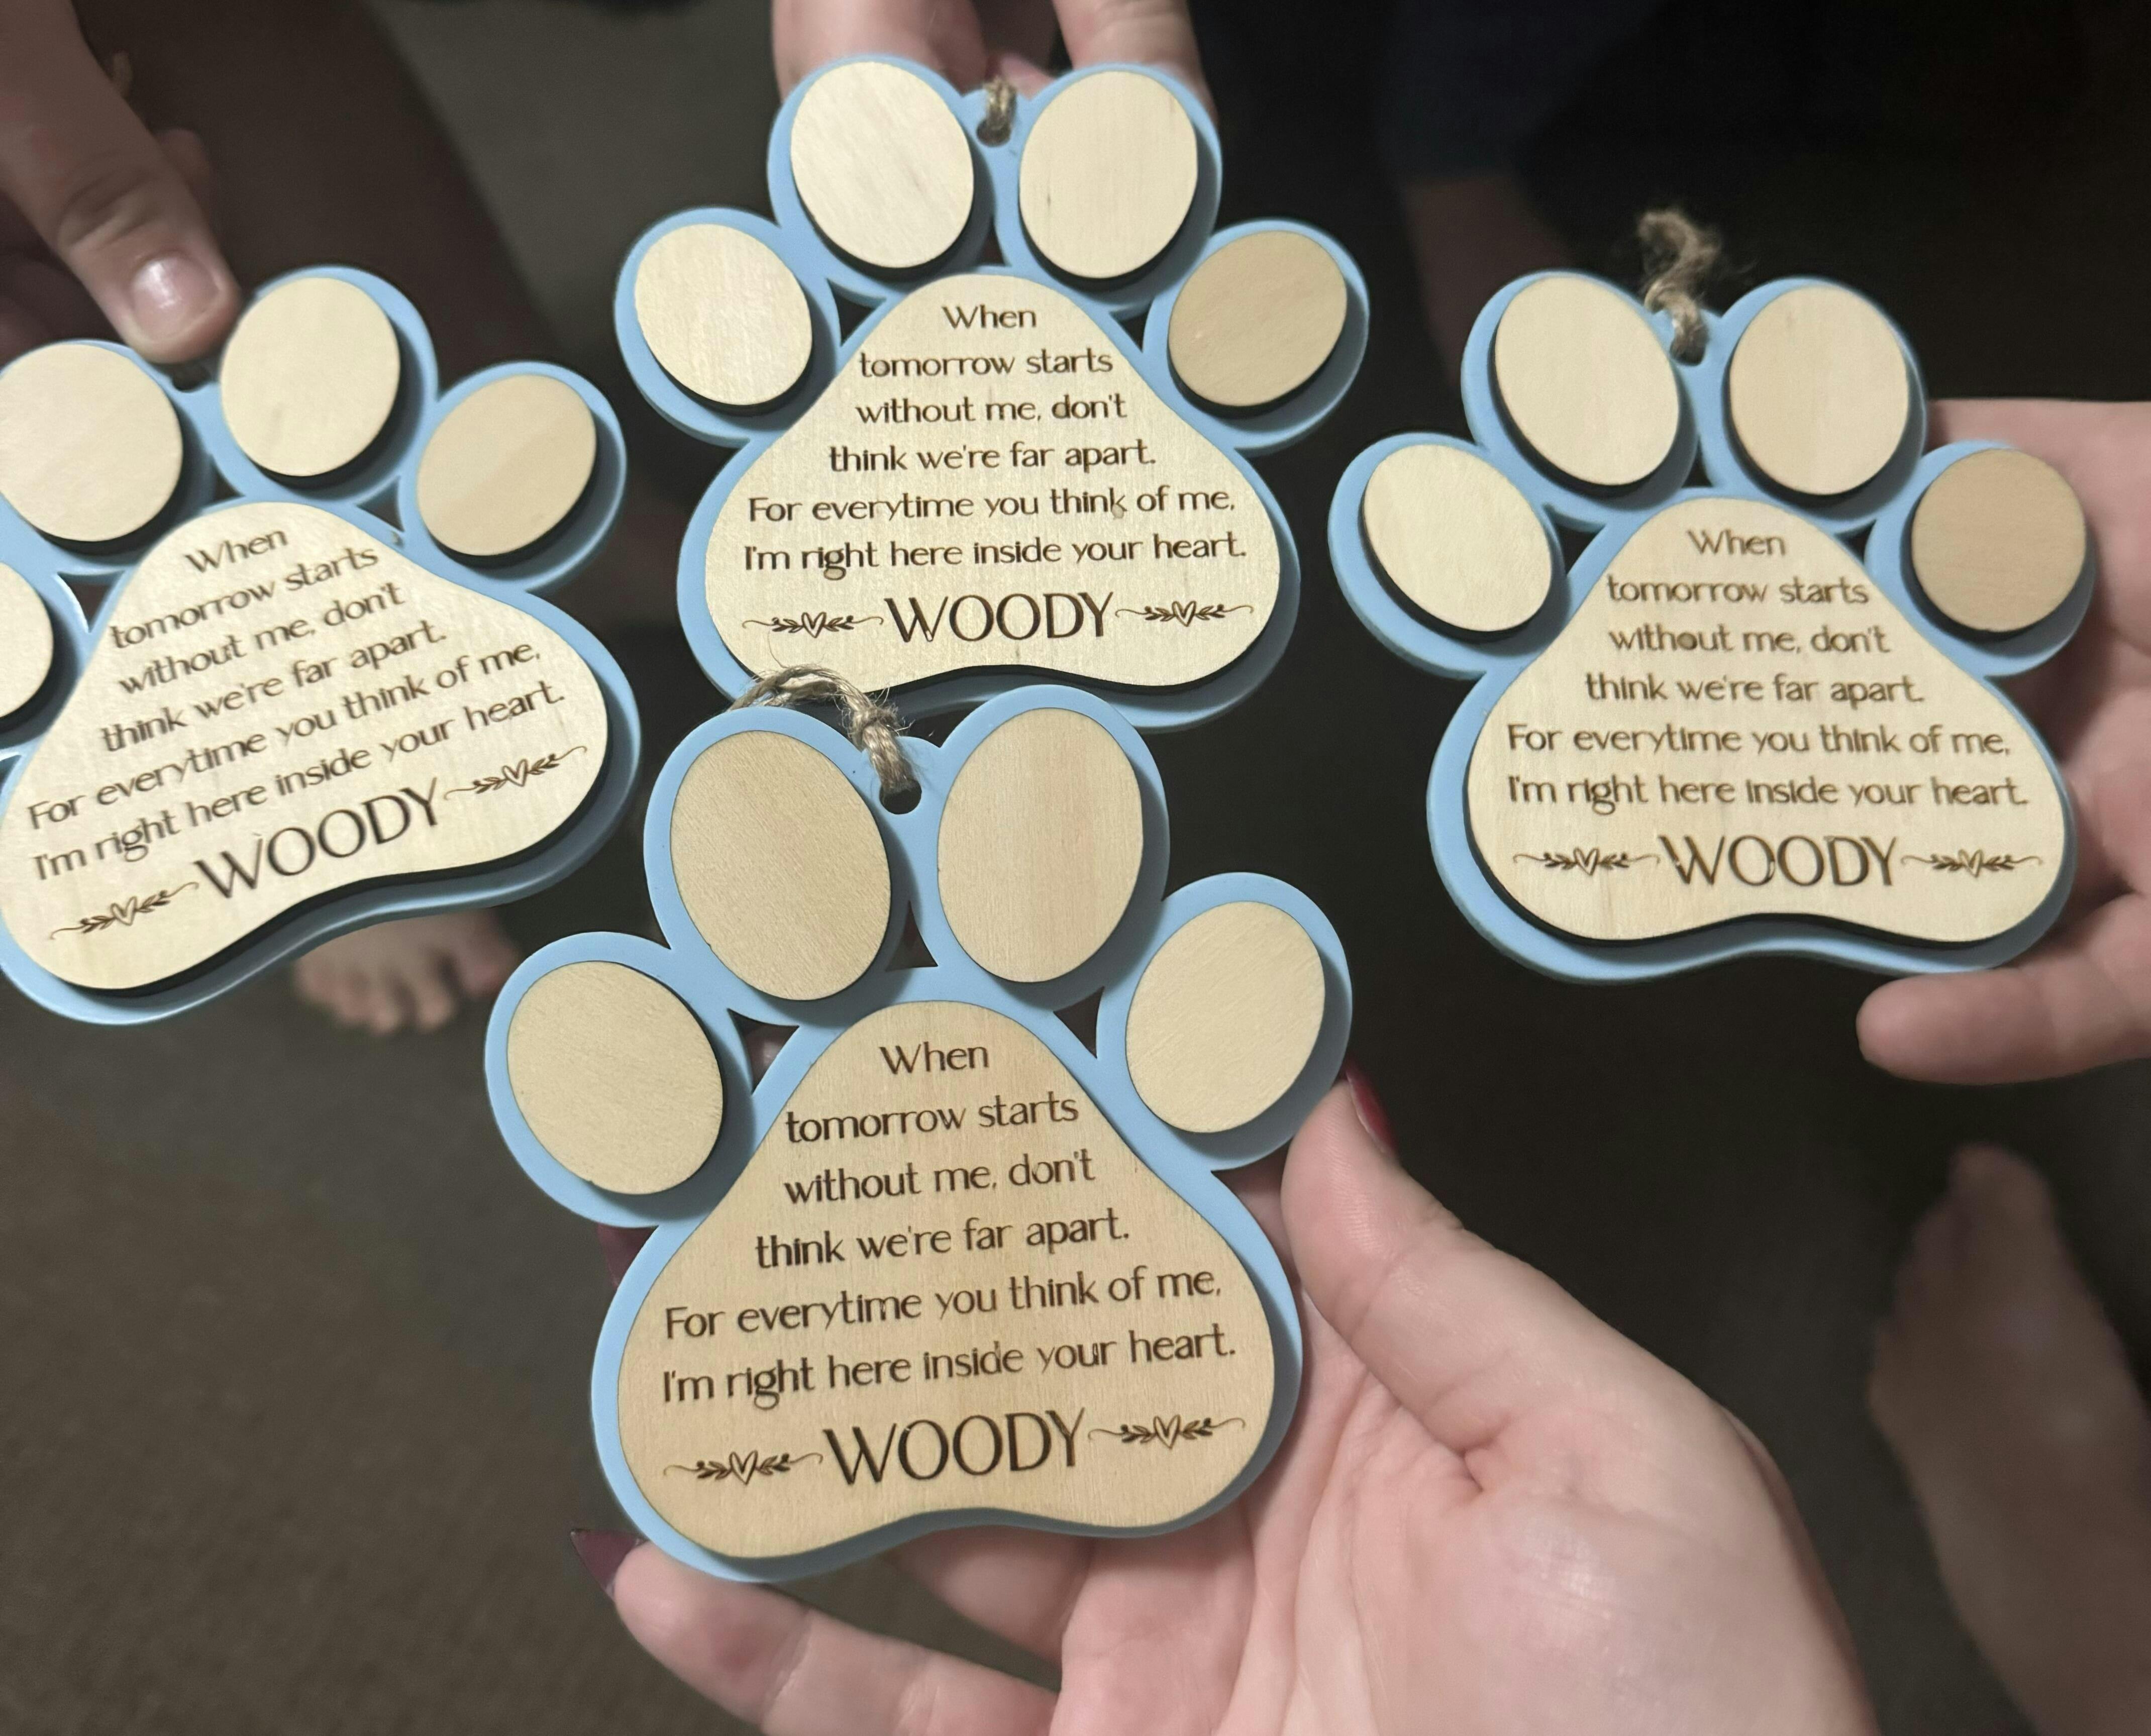 When
tomorrow starts
without me, don't
think we're far apart.
For everytime you think of me,
I'm right here inside your heart.
WOODY
When
tomorrow starts
without me, don't
think we're far apart.
For everytime you think of me,
I'm right here inside your heart.
WOODY
When
tomorrow starts
without me, don't
think we're far apart.
For everytime you think of me,
I'm right here inside your heart.
WOODY
When
tomorrow starts
without me, don't
think we're far apart.
For everytime you think of me,
I'm right here inside your heart.
WOODY